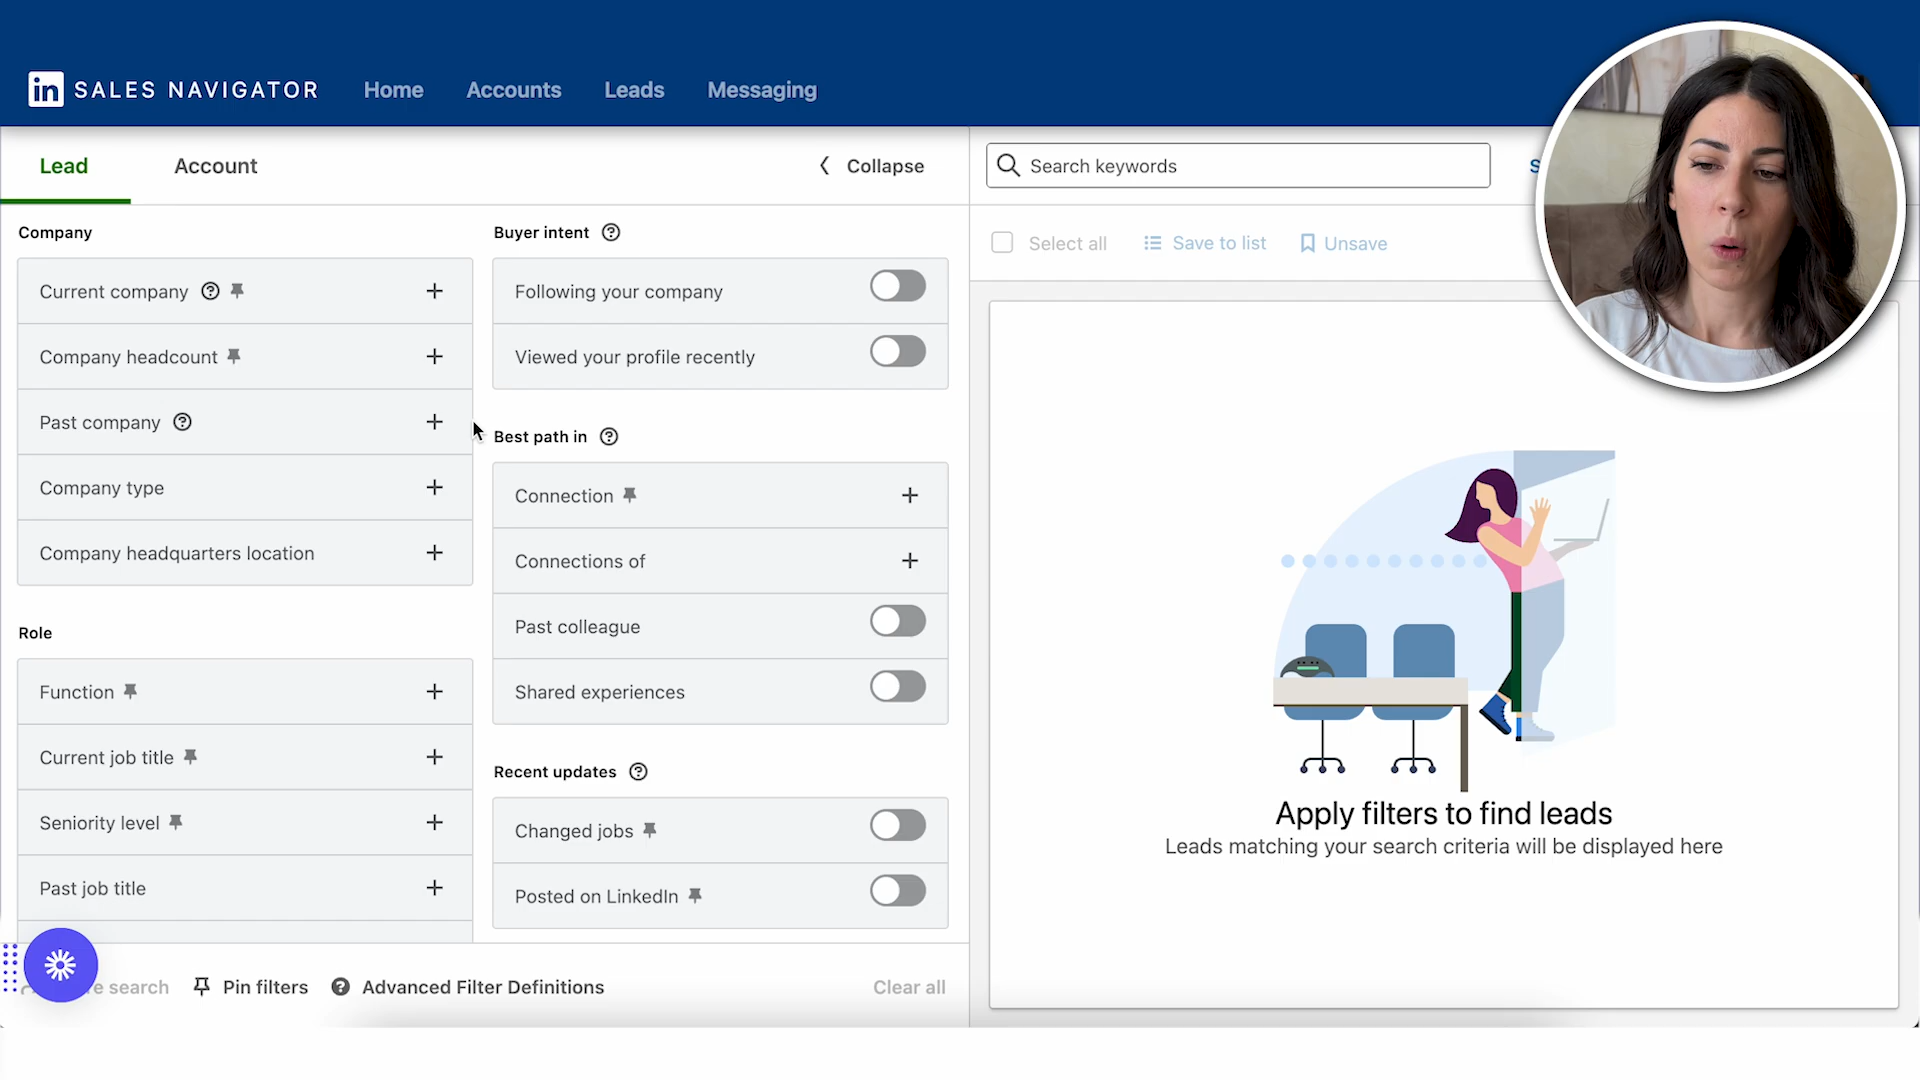 in SALES NAVIGATOR Home Accounts Leads Messaging
Lead Account Collapse
Search keywords
Company
Current company
Company headcount
Past company
Company type
Company headquarters location
Role
Function
Current job title
Seniority level
Past job title
Buyer intent
Following your company
Viewed your profile recently
Best path in
Connection
Connections of
Past colleague
Shared experiences
Recent updates
Changed jobs
Posted on LinkedIn
search Pin filters Advanced Filter Definitions Clear all
Select all Save to list Unsave
Apply filters to find leads
Leads matching your search criteria will be displayed here